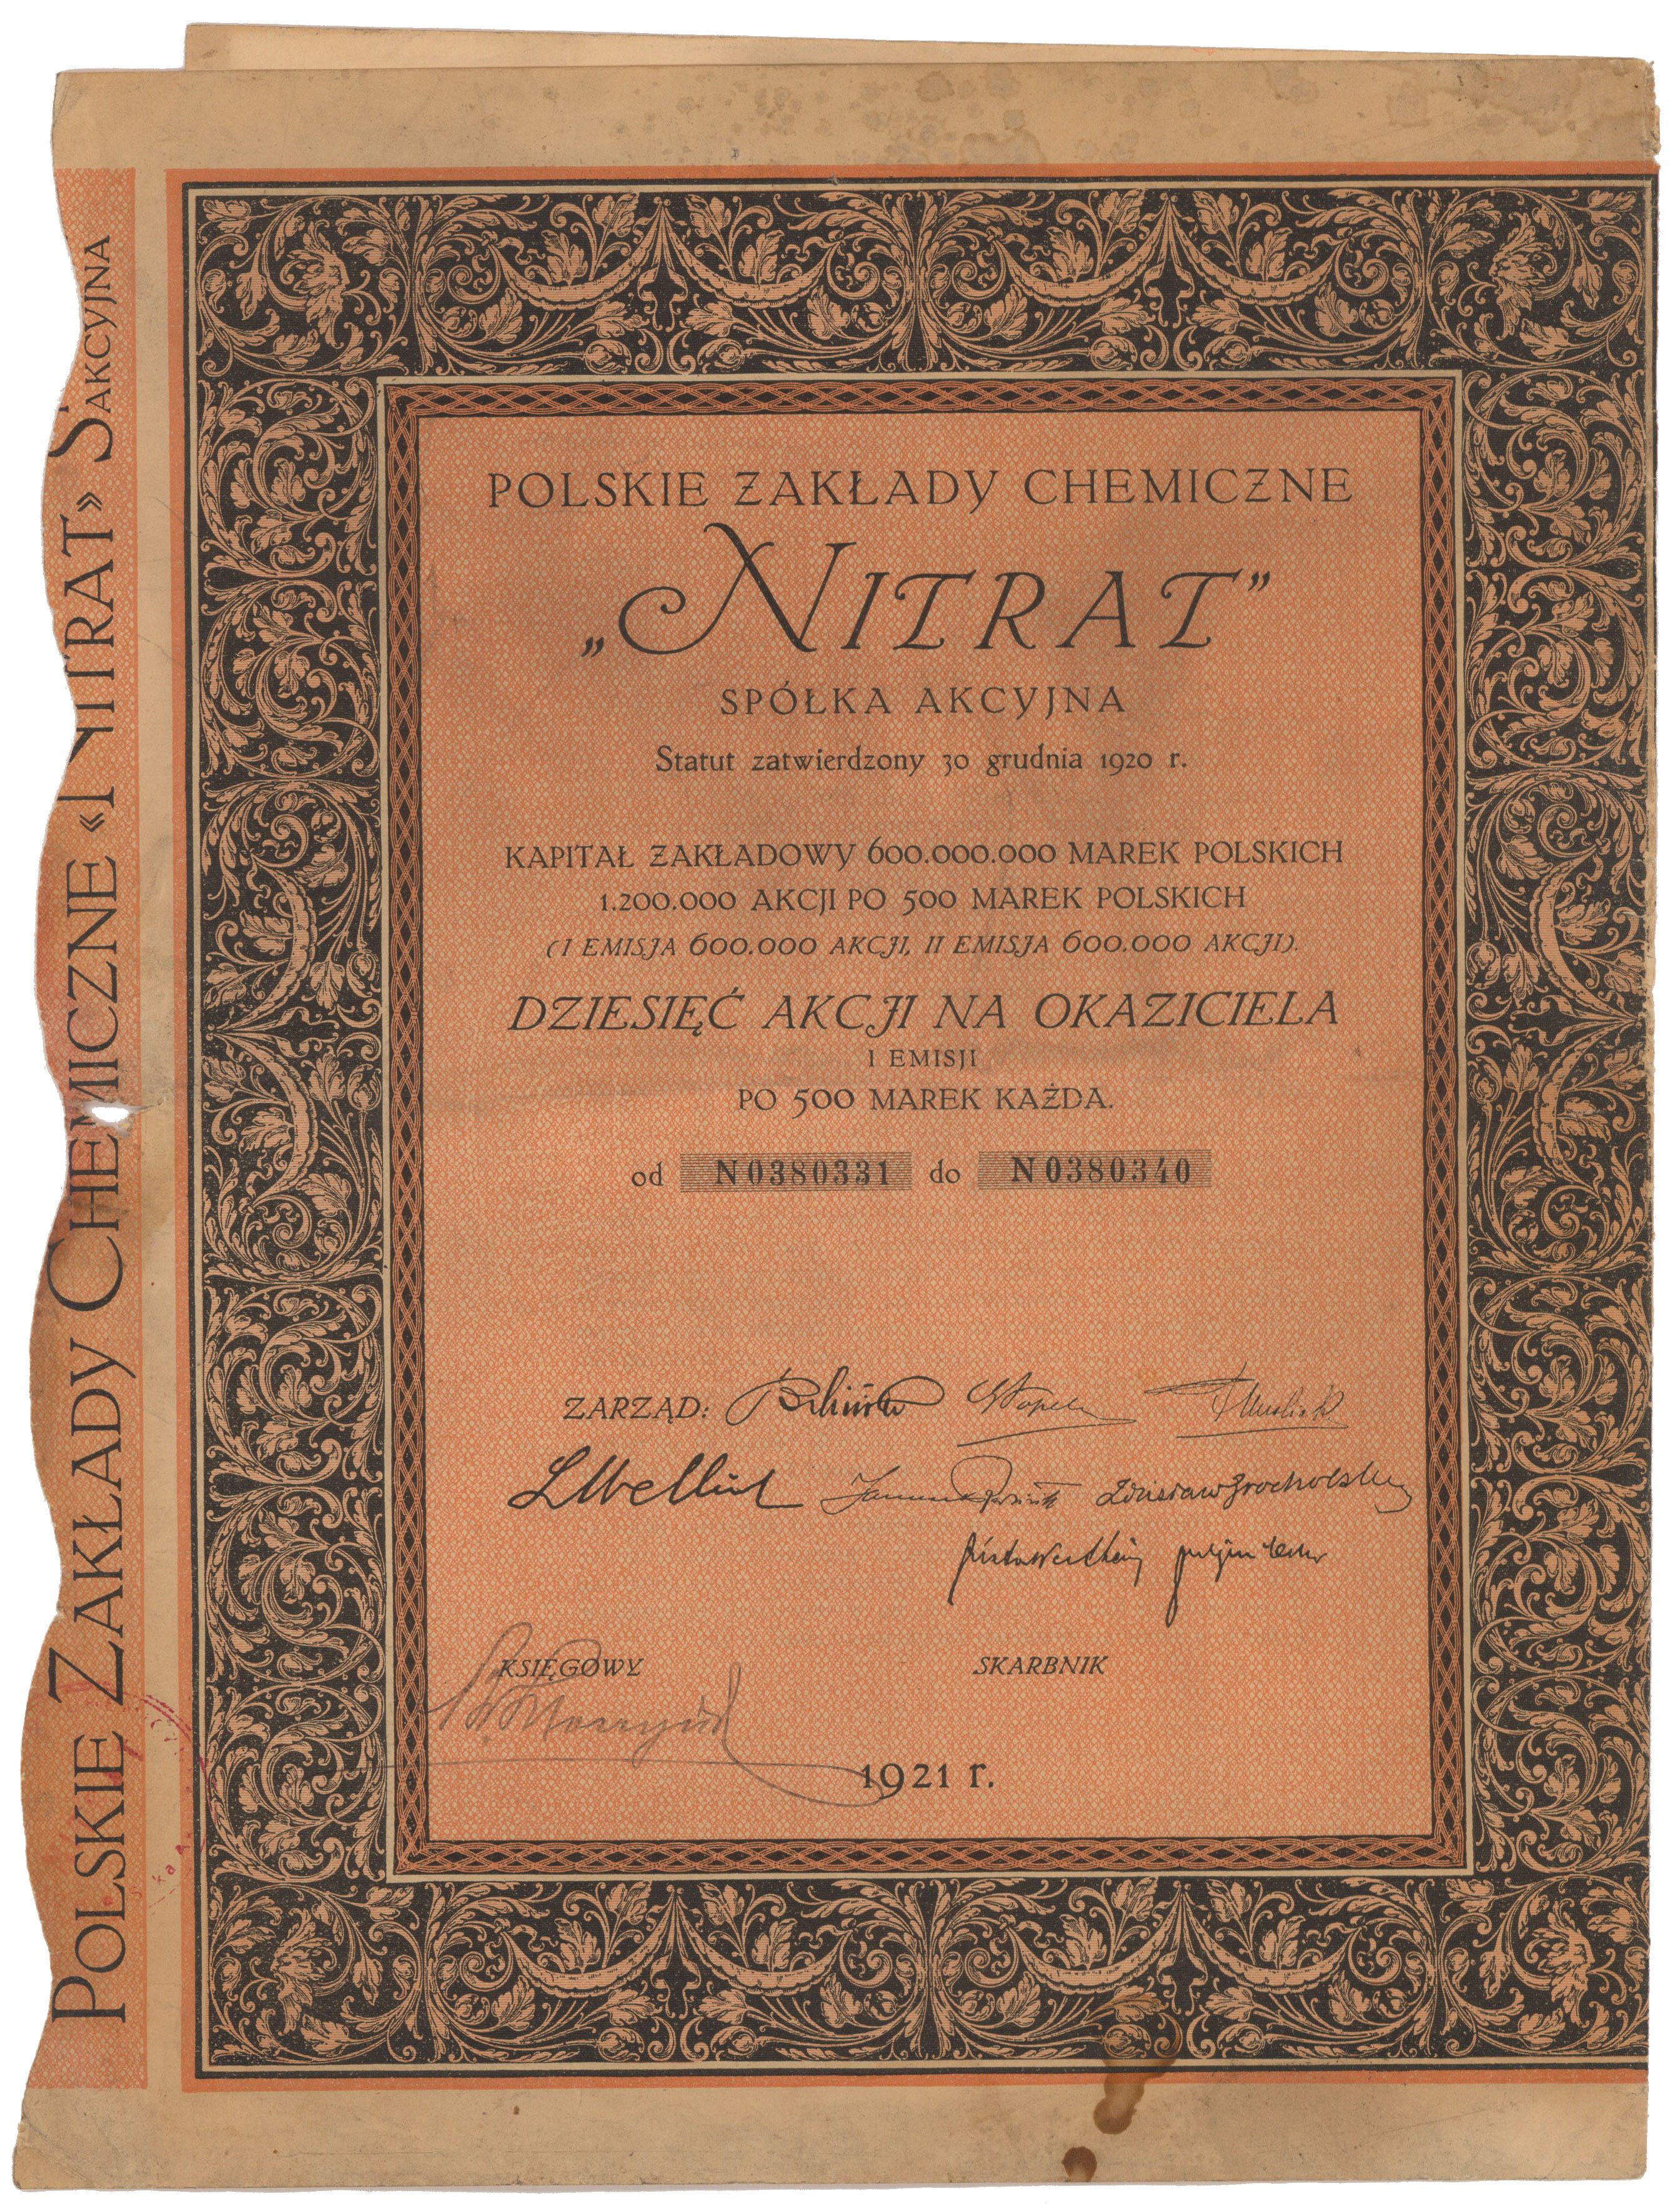 POLSKIE ZAKŁADY CHEMICZNE «NITRAT» S. AKCYJNA
POLSKIE ZAKŁADY CHEMICZNE
„NITRAT”
SPÓŁKA AKCYJNA
Statut zatwierdzony 30 grudnia 1920 r.
KAPITAŁ ZAKŁADOWY 600.000.000 MAREK POLSKICH
1.200.000 AKCJI PO 500 MAREK POLSKICH
(I EMISJA 600.000 AKCJI, II EMISJA 600.000 AKCJI).
DZIESIĘĆ AKCJI NA OKAZICIELA
I EMISJI
PO 500 MAREK KAŻDA.
od N0380331 do N0380340
ZARZĄD:
KSIĘGOWY SKARBNIK
1921 r.